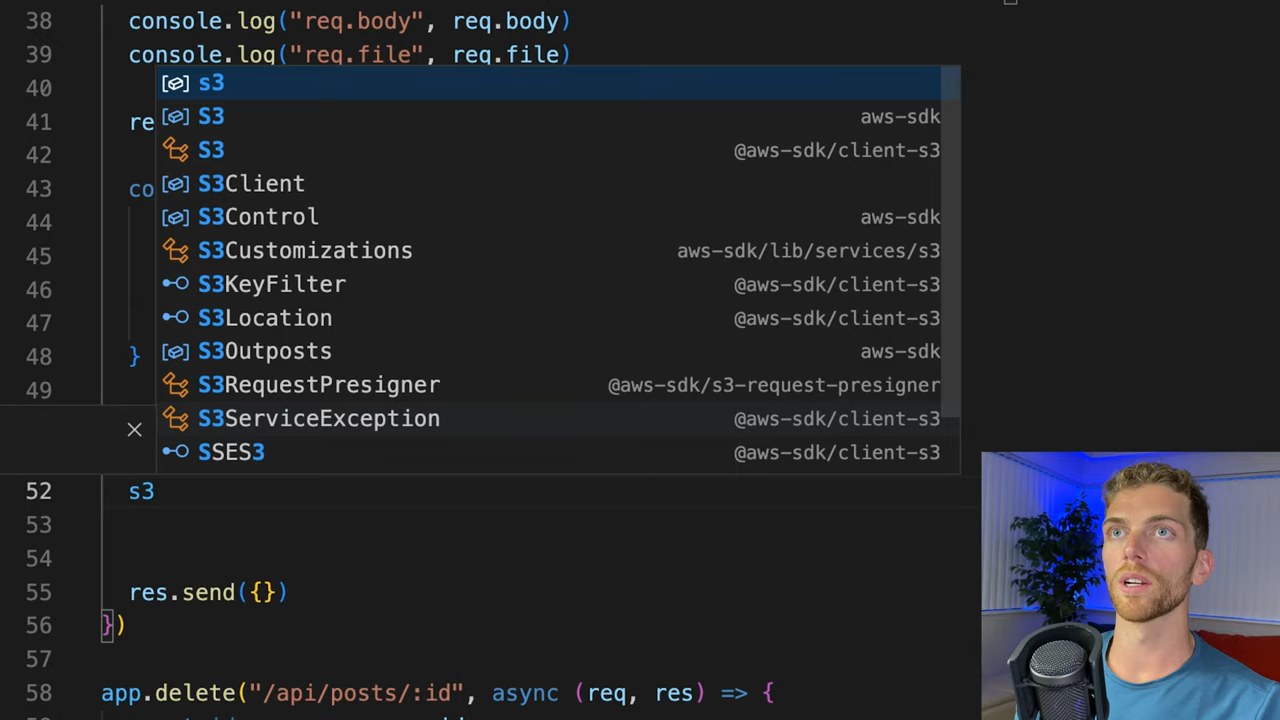 38 console.log("req.body", req.body)
39 console.log("req.file", req.file)
40 s3
S3 aws-sdk
41 re
S3 @aws-sdk/client-s3
42
43 co S3Client
44 S3Control aws-sdk
45 S3Customizations aws-sdk/lib/services/s3
46 S3KeyFilter @aws-sdk/client-s3
47 S3Location @aws-sdk/client-s3
48 } S3Outposts aws-sdk
49 S3RequestPresigner @aws-sdk/s3-request-presigner
S3ServiceException @aws-sdk/client-s3
SSES3 @aws-sdk/client-s3
52 s3
53
54
55 res.send({})
56 })
57
58 app.delete("/api/posts/:id", async (req, res) => {